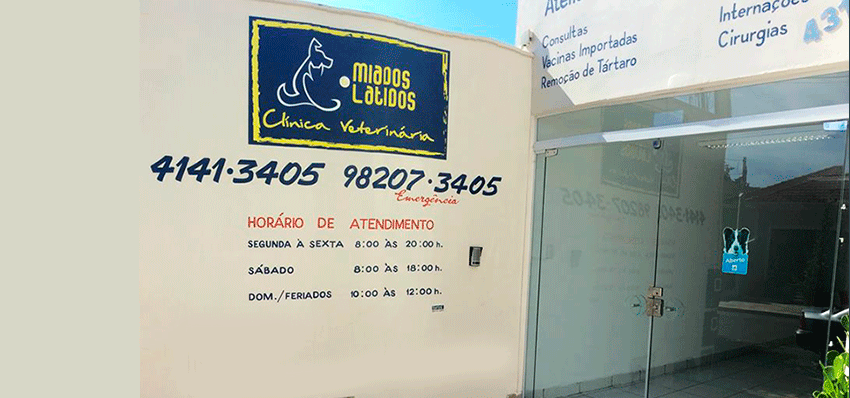 MIADOS
LATIDOS
Clínica Veterinária
4141·3405 98207·3405
Emergência
HORÁRIO DE ATENDIMENTO
SEGUNDA À SEXTA 8:00 ÀS 20:00 h.
SÁBADO 8:00 ÀS 18:00 h.
DOM./FERIADOS 10:00 ÀS 12:00 h.
Consultas
Vacinas Importadas
Remoção de Tártaro
Internações
Cirurgias
Aberto